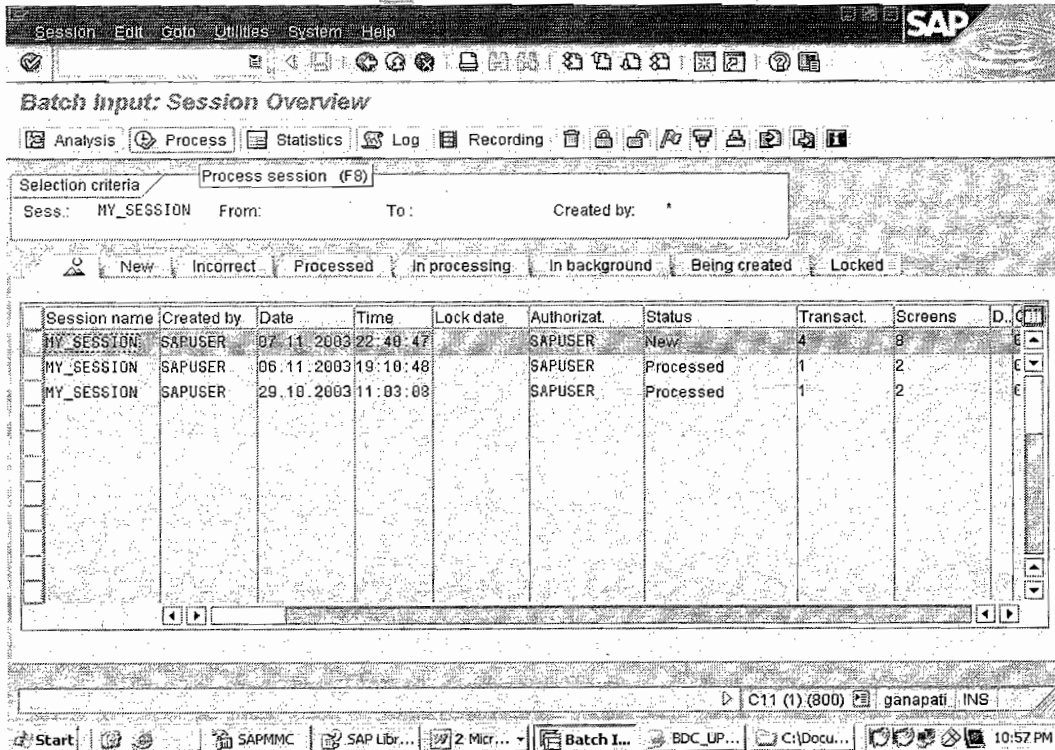 Session Edit Goto Utilities System Help
SAP
Batch Input: Session Overview
Analysis Process Statistics Log Recording
Process session (F8)
Selection criteria
Sess.: MY_SESSION From: To: Created by: *
New Incorrect Processed In processing In background Being created Locked
Session name Created by Date Time Lock date Authorizat. Status Transact. Screens D..
MY_SESSION SAPUSER 07.11.2003 22:40:47 SAPUSER New 4 8
MY_SESSION SAPUSER 06.11.2003 19:10:48 SAPUSER Processed 1 2
MY_SESSION SAPUSER 29.10.2003 11:03:08 SAPUSER Processed 1 2
C11 (1) (800) ganapati INS
Start SAPMMC SAP Libr... 2 Micr... Batch I... BDC_UP... C:\Docu... 10:57 PM